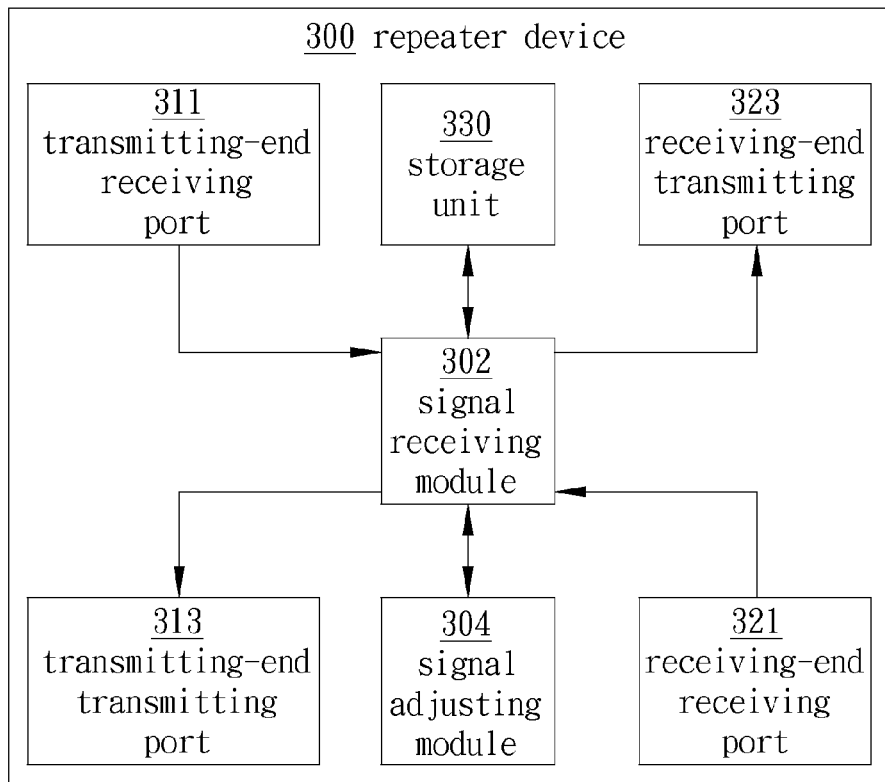 300 repeater device
311
transmitting-end
receiving
port
330
storage
unit
323
receiving-end
transmitting
port
302
signal
receiving
module
313
transmitting-end
transmitting
port
304
signal
adjusting
module
321
receiving-end
receiving
port